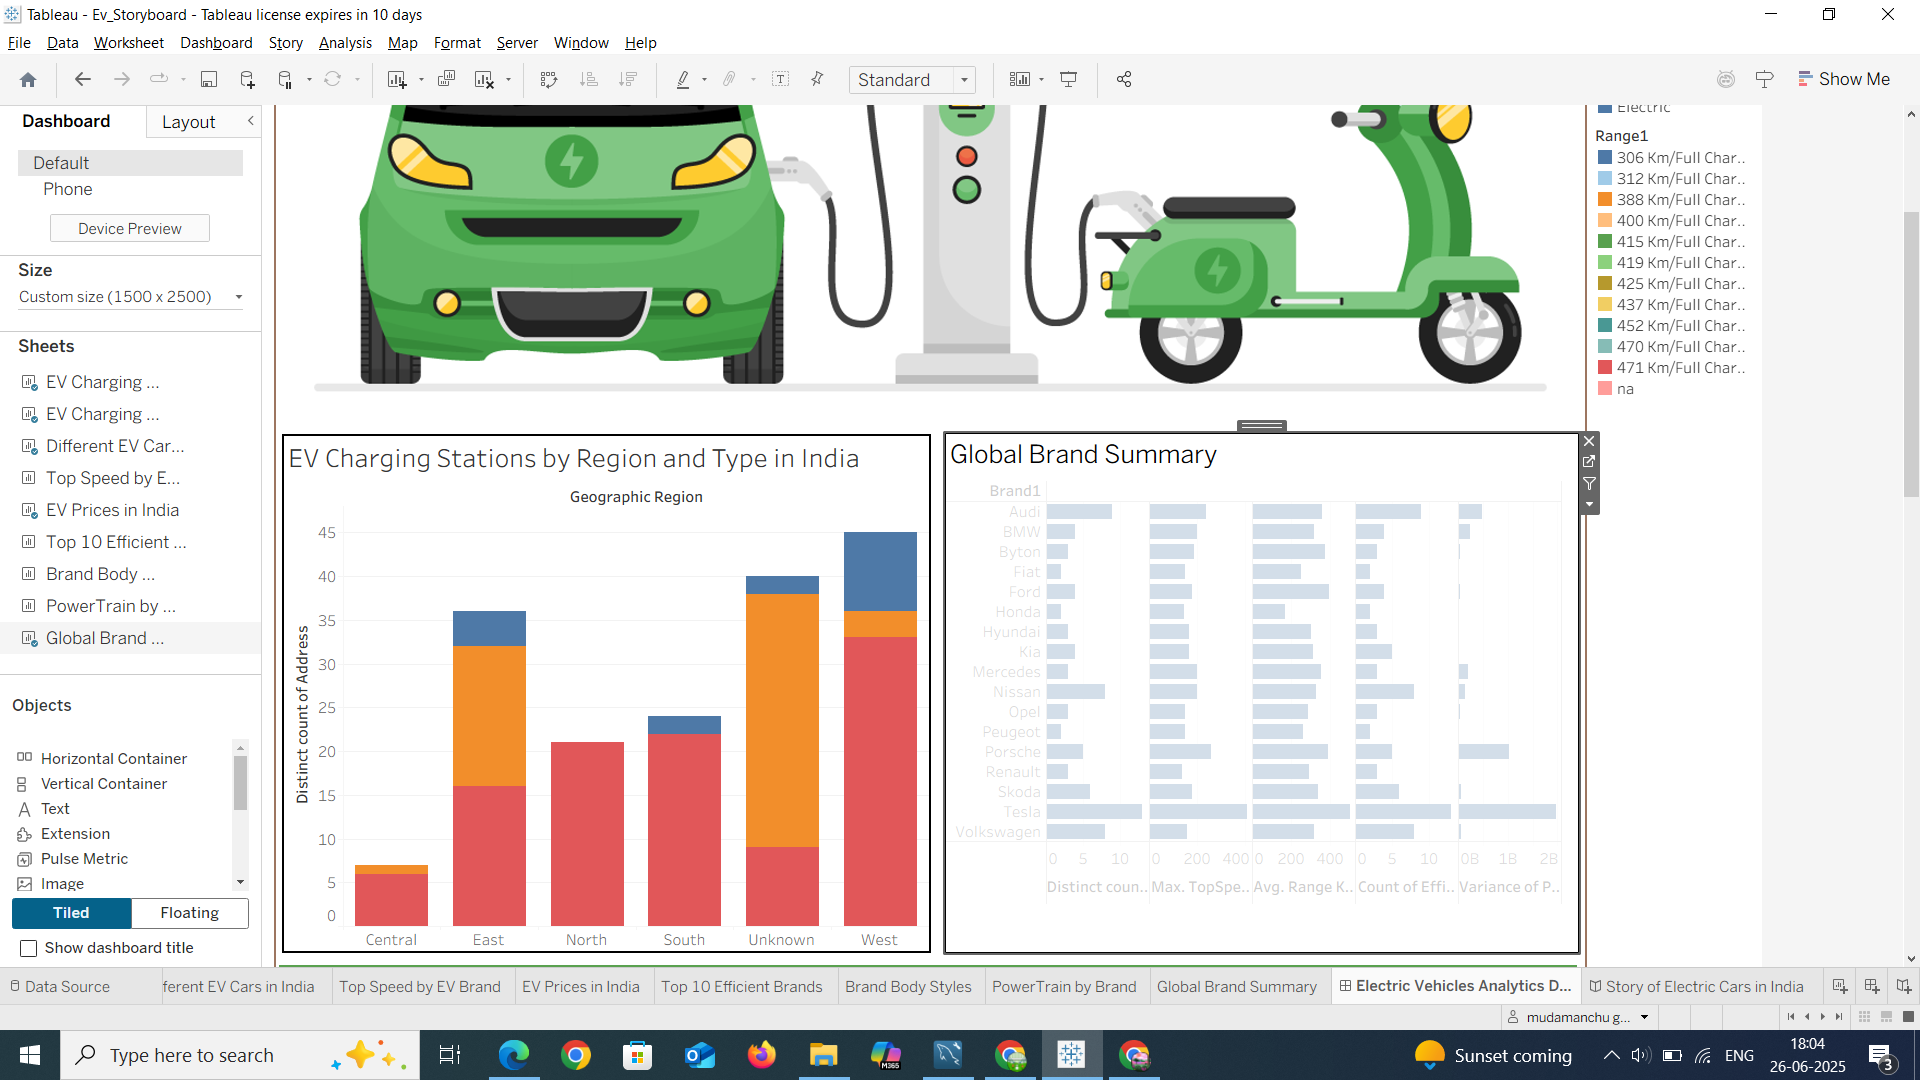 Tableau - Ev_Storyboard - Tableau license expires in 10 days
File Data Worksheet Dashboard Story Analysis Map Format Server Window Help
Standard
Show Me
Dashboard
Layout
Default
Phone
Device Preview
Size
Custom size (1500 x 2500)
Sheets
EV Charging ...
EV Charging ...
Different EV Car...
Top Speed by E...
EV Prices in India
Top 10 Efficient ...
Brand Body ...
PowerTrain by ...
Global Brand ...
Objects
Horizontal Container
Vertical Container
Text
Extension
Pulse Metric
Image
Tiled
Floating
Show dashboard title
Electric
Range1
306 Km/Full Char..
312 Km/Full Char..
388 Km/Full Char..
400 Km/Full Char..
415 Km/Full Char..
419 Km/Full Char..
425 Km/Full Char..
437 Km/Full Char..
452 Km/Full Char..
470 Km/Full Char..
471 Km/Full Char..
na
EV Charging Stations by Region and Type in India
Geographic Region
Distinct count of Address
45
40
35
30
25
20
15
10
5
0
Central East North South Unknown West
Global Brand Summary
Brand1
Audi
BMW
Byton
Fiat
Ford
Honda
Hyundai
Kia
Mercedes
Nissan
Opel
Peugeot
Porsche
Renault
Skoda
Tesla
Volkswagen
0 5 10 0 200 400 0 200 400 0 5 10 0B 1B 2B
Distinct coun.. Max. TopSpe.. Avg. Range K.. Count of Effi.. Variance of P..
Data Source
ferent EV Cars in India
Top Speed by EV Brand
EV Prices in India
Top 10 Efficient Brands
Brand Body Styles
PowerTrain by Brand
Global Brand Summary
Electric Vehicles Analytics D...
Story of Electric Cars in India
mudamanchu g...
Type here to search
M365
Sunset coming
ENG
18:04
26-06-2025
3